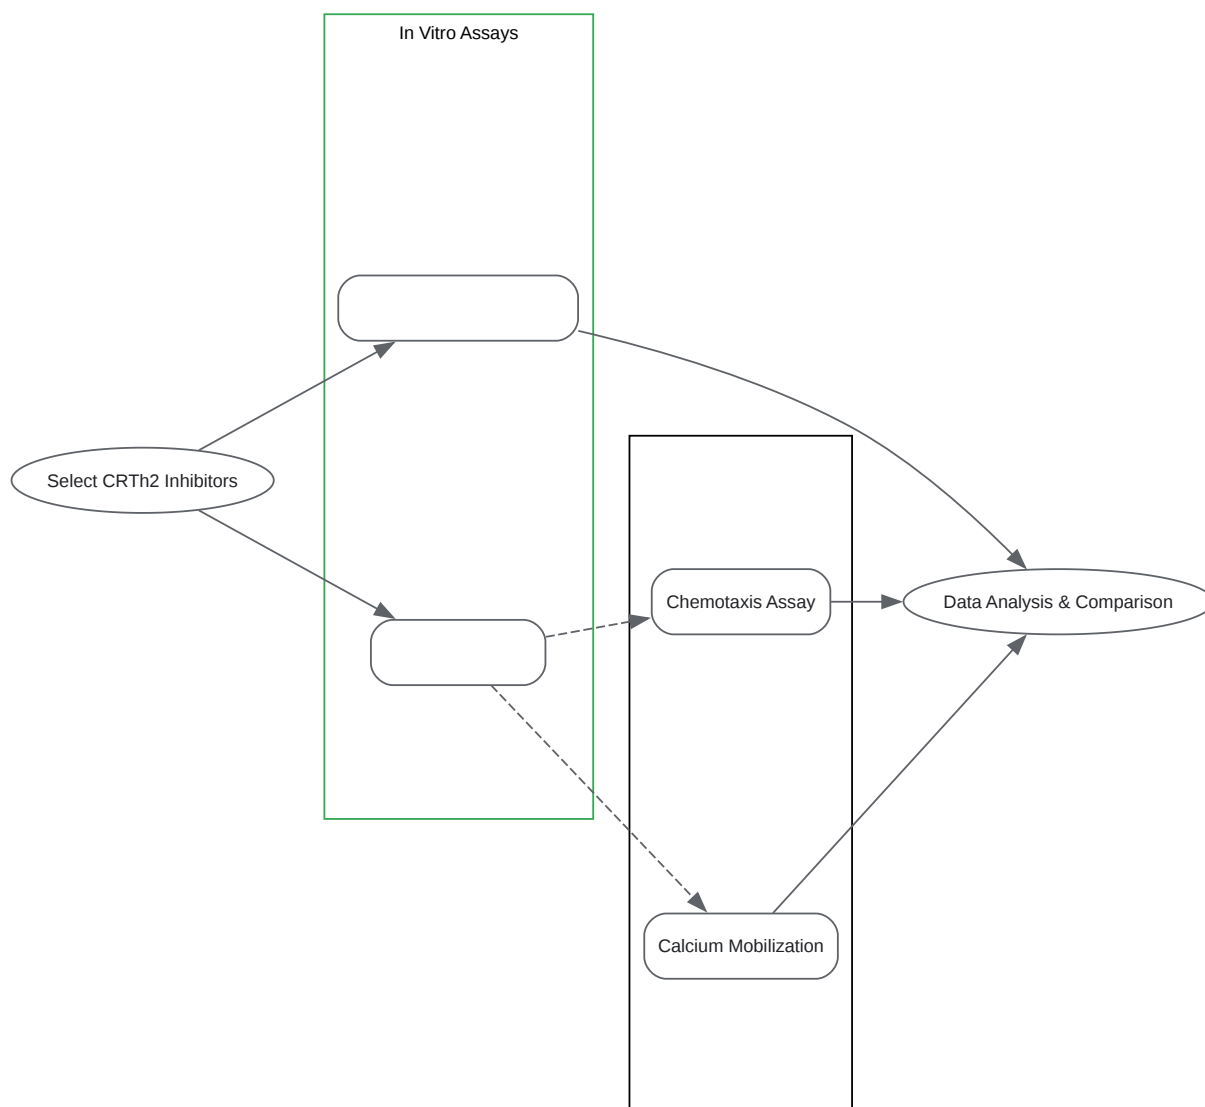 In Vitro Assays
Select CRTh2 Inhibitors
Chemotaxis Assay
Data Analysis & Comparison
Calcium Mobilization